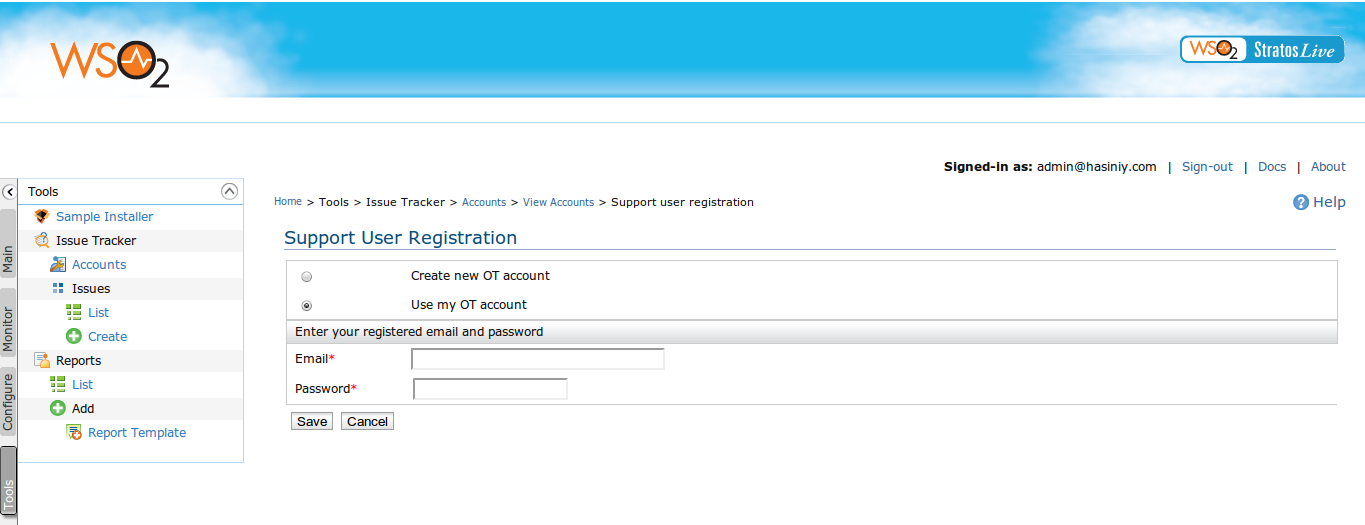 WSO2
WSO2 Stratos Live
Signed-in as: admin@hasiniy.com | Sign-out | Docs | About
Tools
Sample Installer
Issue Tracker
Accounts
Issues
List
Create
Reports
List
Add
Report Template
Main
Monitor
Configure
Tools
Home > Tools > Issue Tracker > Accounts > View Accounts > Support user registration
Help
Support User Registration
Create new OT account
Use my OT account
Enter your registered email and password
Email*
Password*
Save Cancel